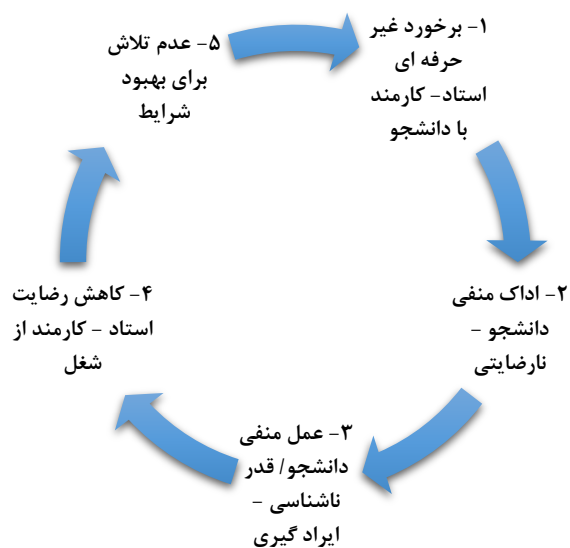 ۱- برخورد غیر
حرفه ای
استاد- کارمند
با دانشجو
۲- اداک منفی
دانشجو -
نارضایتی
۳- عمل منفی
دانشجو/ قدر
ناشناسی -
ایراد گیری
۴- کاهش رضایت
استاد - کارمند از
شغل
۵- عدم تلاش
برای بهبود
شرایط